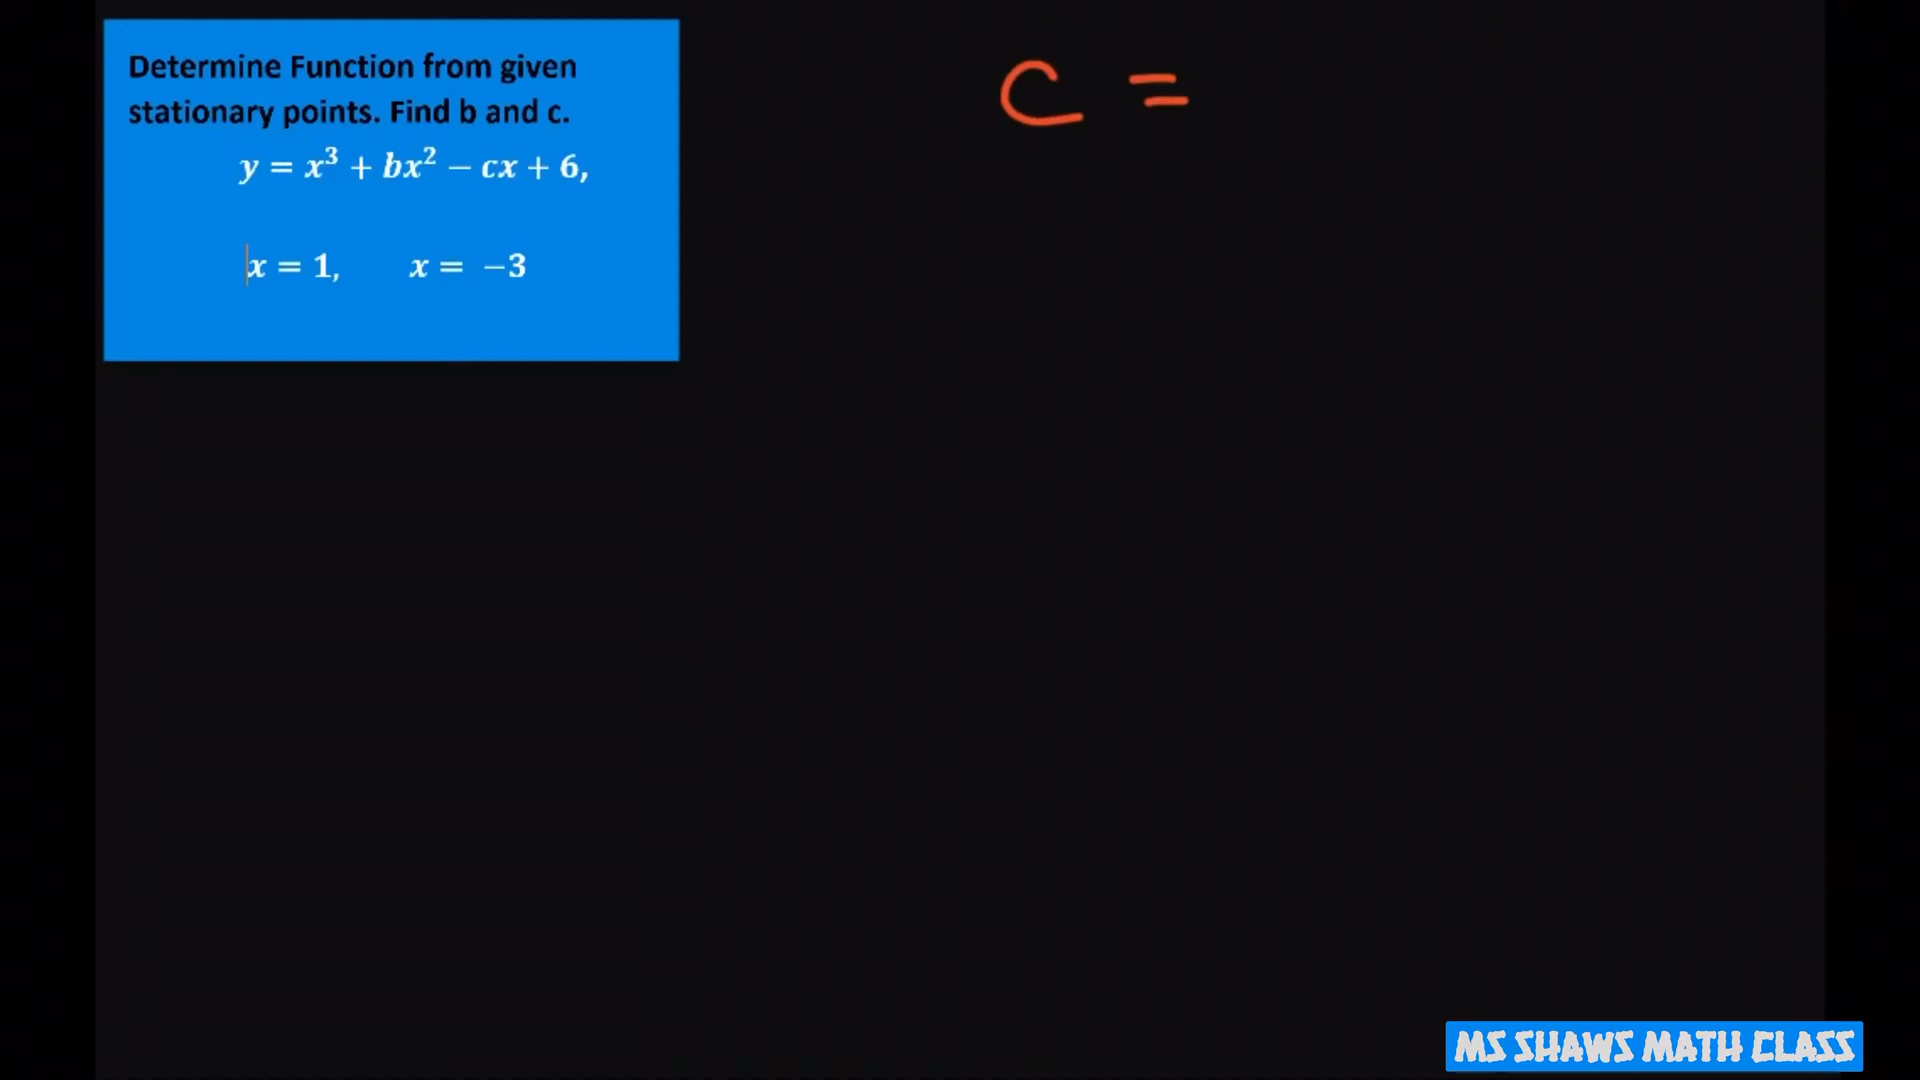 Determine Function from given
stationary points. Find b and c.
y = x³ + bx² − cx + 6,
x = 1, x = −3
C =
MS SHAWS MATH CLASS